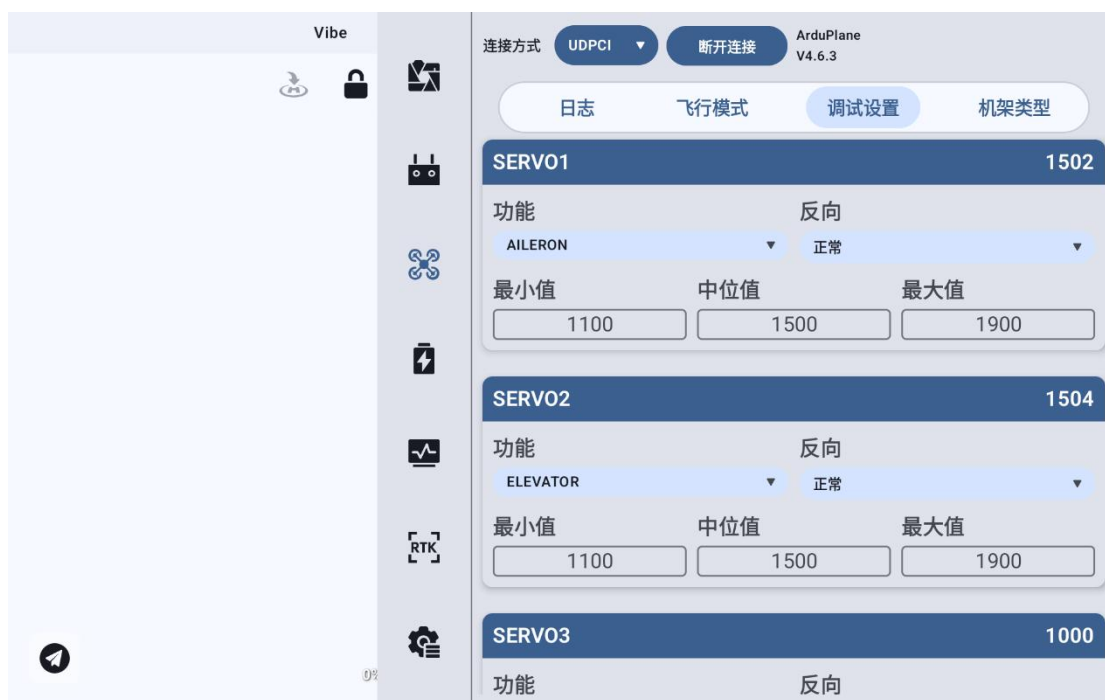 Vibe
连接方式 UDPCI 断开连接 ArduPlane V4.6.3
日志 飞行模式 调试设置 机架类型
SERVO1 1502
功能 反向
AILERON 正常
最小值 中位值 最大值
1100 1500 1900
SERVO2 1504
功能 反向
ELEVATOR 正常
最小值 中位值 最大值
1100 1500 1900
RTK
SERVO3 1000
0%
功能 反向